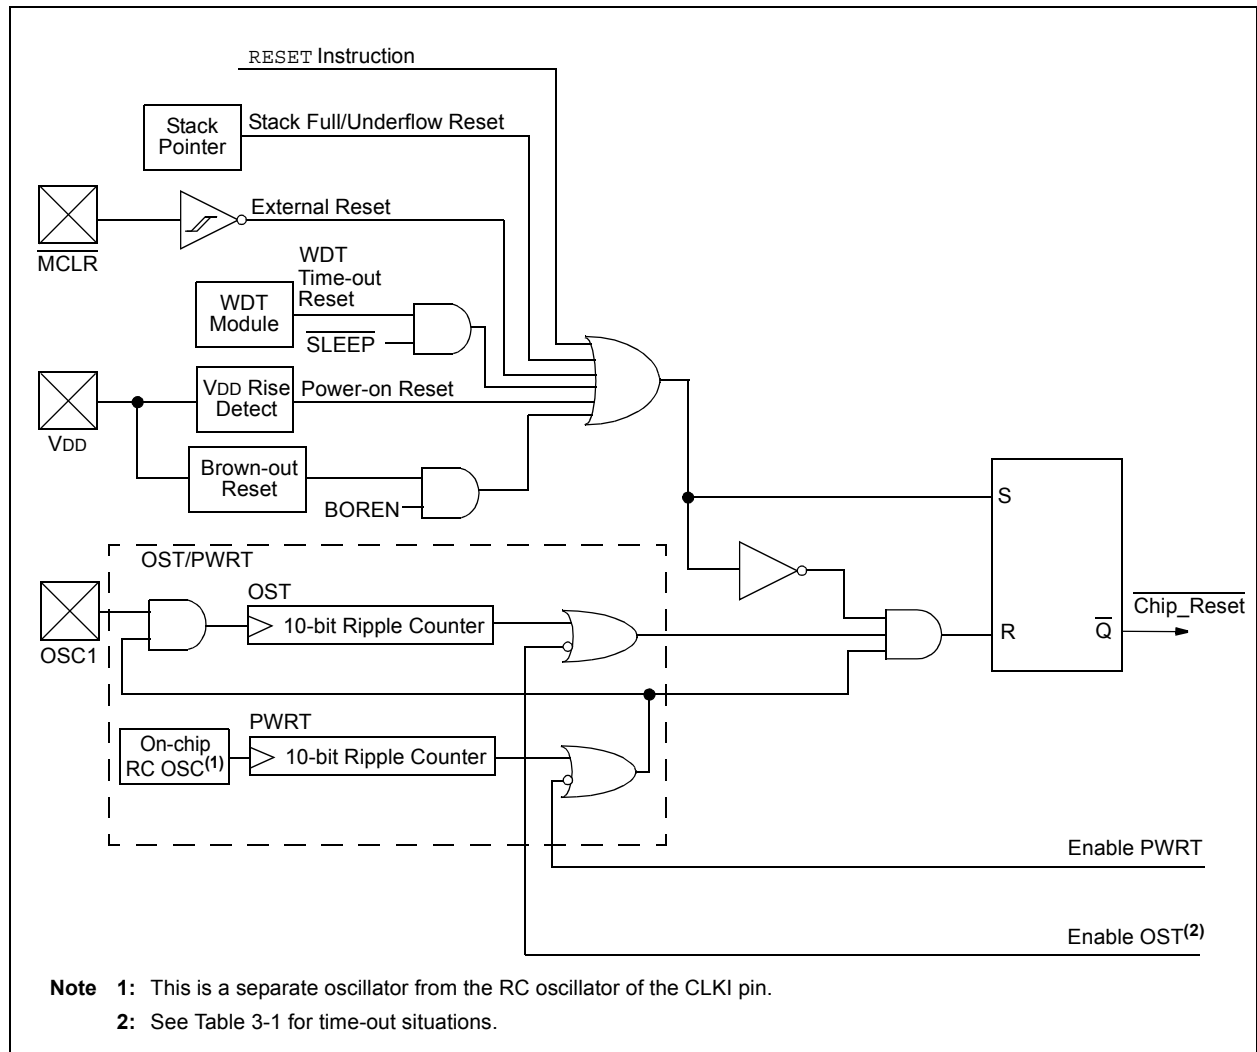 RESET Instruction
Stack
Pointer
Stack Full/Underflow Reset
MCLR
External Reset
WDT
Time-out
Reset
WDT
Module
SLEEP
VDD
VDD Rise
Detect
Power-on Reset
Brown-out
Reset
BOREN
S
R
Q
Chip_Reset
OST/PWRT
OSC1
OST
10-bit Ripple Counter
PWRT
On-chip
RC OSC(1)
10-bit Ripple Counter
Enable PWRT
Enable OST(2)
Note 1: This is a separate oscillator from the RC oscillator of the CLKI pin.
2: See Table 3-1 for time-out situations.